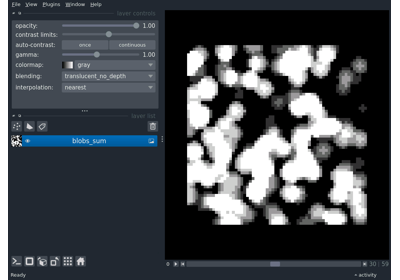 File View Plugins Window Help
layer controls
opacity: 1.00
contrast limits:
auto-contrast: once continuous
gamma: 1.00
colormap: gray
blending: translucent_no_depth
interpolation: nearest
layer list
blobs_sum
30 59
Ready activity